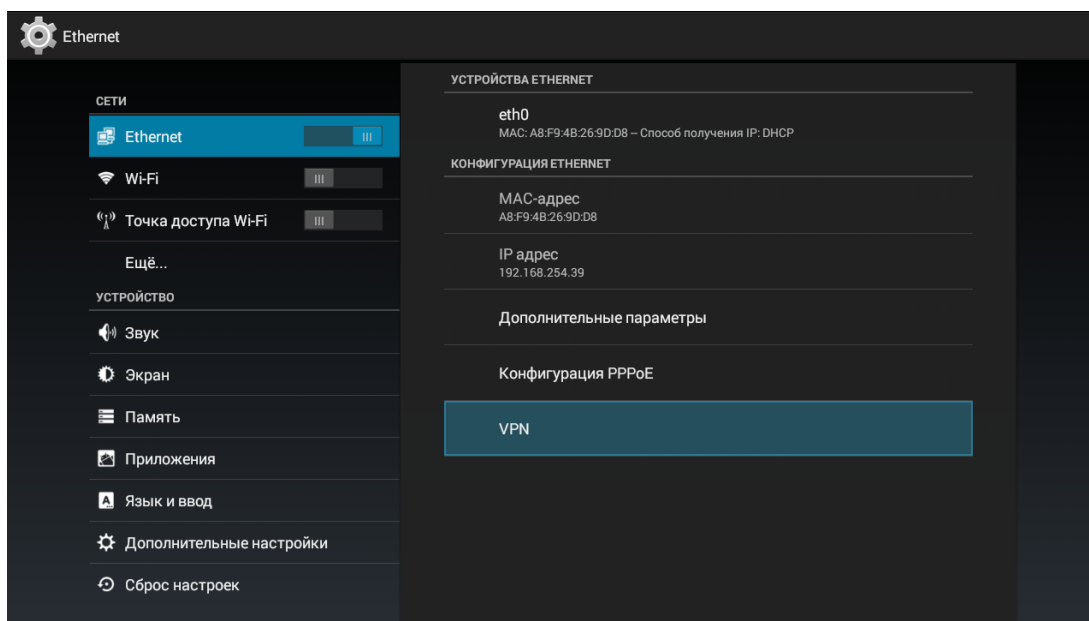 Ethernet
СЕТИ
Ethernet
Wi-Fi
Точка доступа Wi-Fi
Ещё...
УСТРОЙСТВО
Звук
Экран
Память
Приложения
Язык и ввод
Дополнительные настройки
Сброс настроек
УСТРОЙСТВА ETHERNET
eth0
MAC: A8:F9:4B:26:9D:D8 – Способ получения IP: DHCP
КОНФИГУРАЦИЯ ETHERNET
MAC-адрес
A8:F9:4B:26:9D:D8
IP адрес
192.168.254.39
Дополнительные параметры
Конфигурация PPPoE
VPN